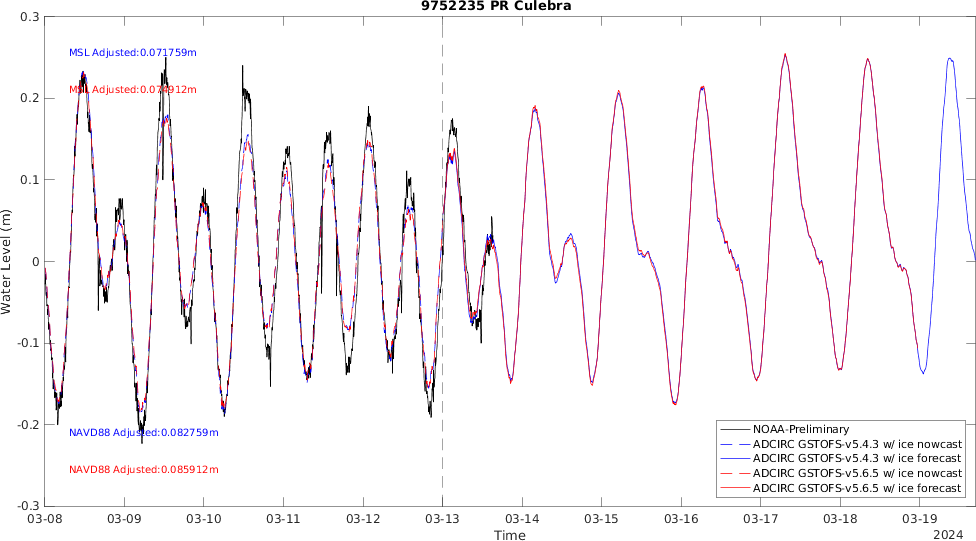 9752235 PR Culebra
0.3
0.2
0.1
0
-0.1
-0.2
-0.3
Water Level (m)
MSL Adjusted:0.071759m
MSL Adjusted:0.074912m
NAVD88 Adjusted:0.082759m
NAVD88 Adjusted:0.085912m
NOAA-Preliminary
ADCIRC GSTOFS-v5.4.3 w/ ice nowcast
ADCIRC GSTOFS-v5.4.3 w/ ice forecast
ADCIRC GSTOFS-v5.6.5 w/ ice nowcast
ADCIRC GSTOFS-v5.6.5 w/ ice forecast
03-08 03-09 03-10 03-11 03-12 03-13 03-14 03-15 03-16 03-17 03-18 03-19
Time
2024